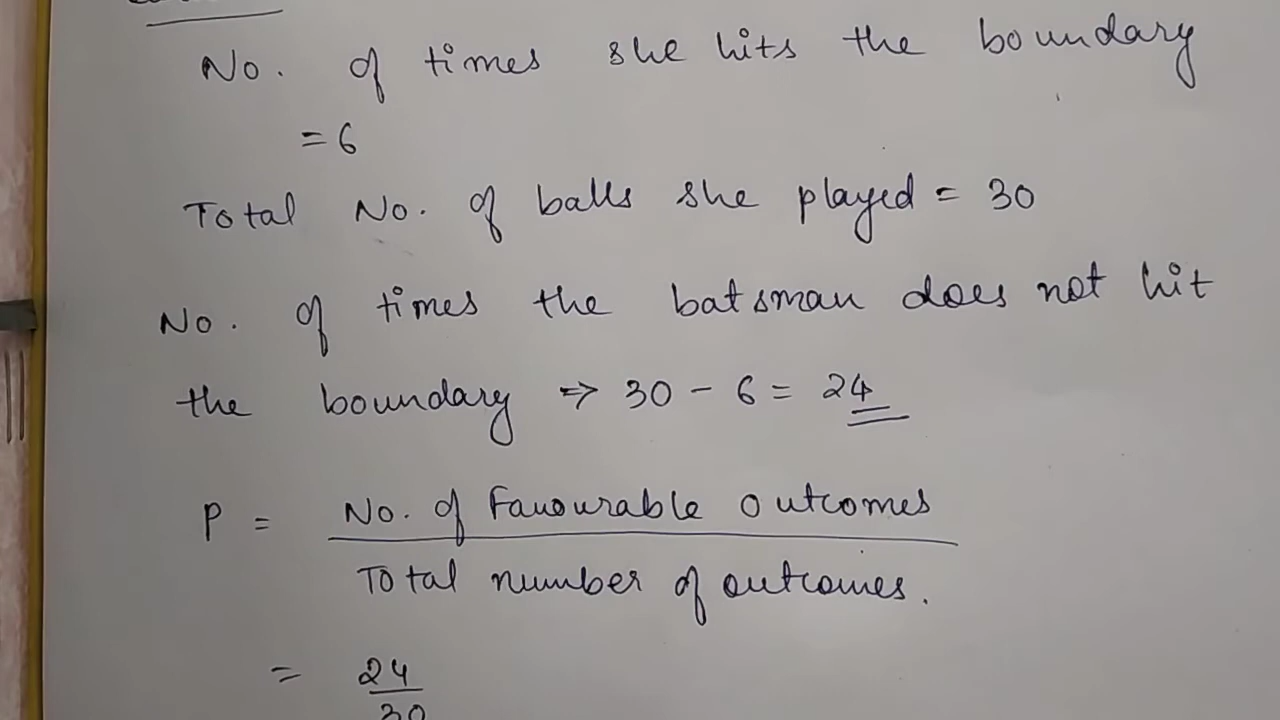 No. of times she hits the boundary
= 6
Total No. of balls she played = 30
No. of times the batsman does not hit
the boundary ⇒ 30 - 6 = 24
P = No. of Favourable outcomes
Total number of outcomes.
= 24
30